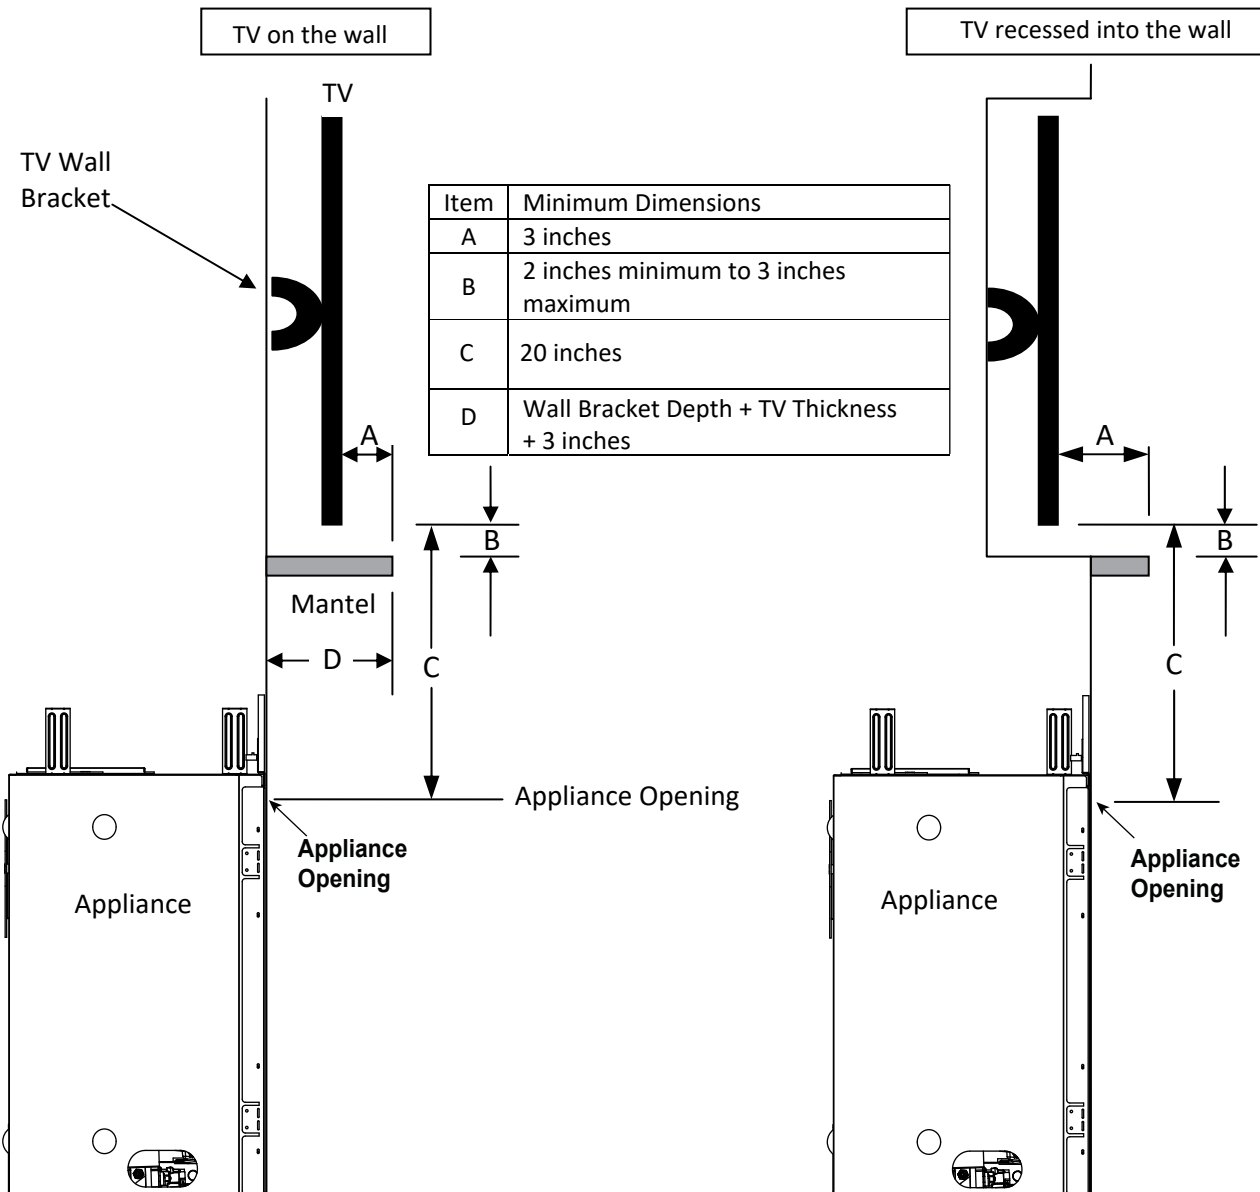 TV on the wall
TV recessed into the wall
TV
TV Wall
Bracket
Item Minimum Dimensions
A 3 inches
B 2 inches minimum to 3 inches
maximum
C 20 inches
D Wall Bracket Depth + TV Thickness
+ 3 inches
A
B
Mantel
D
C
Appliance Opening
Appliance
Opening
Appliance
A
B
C
Appliance
Opening
Appliance